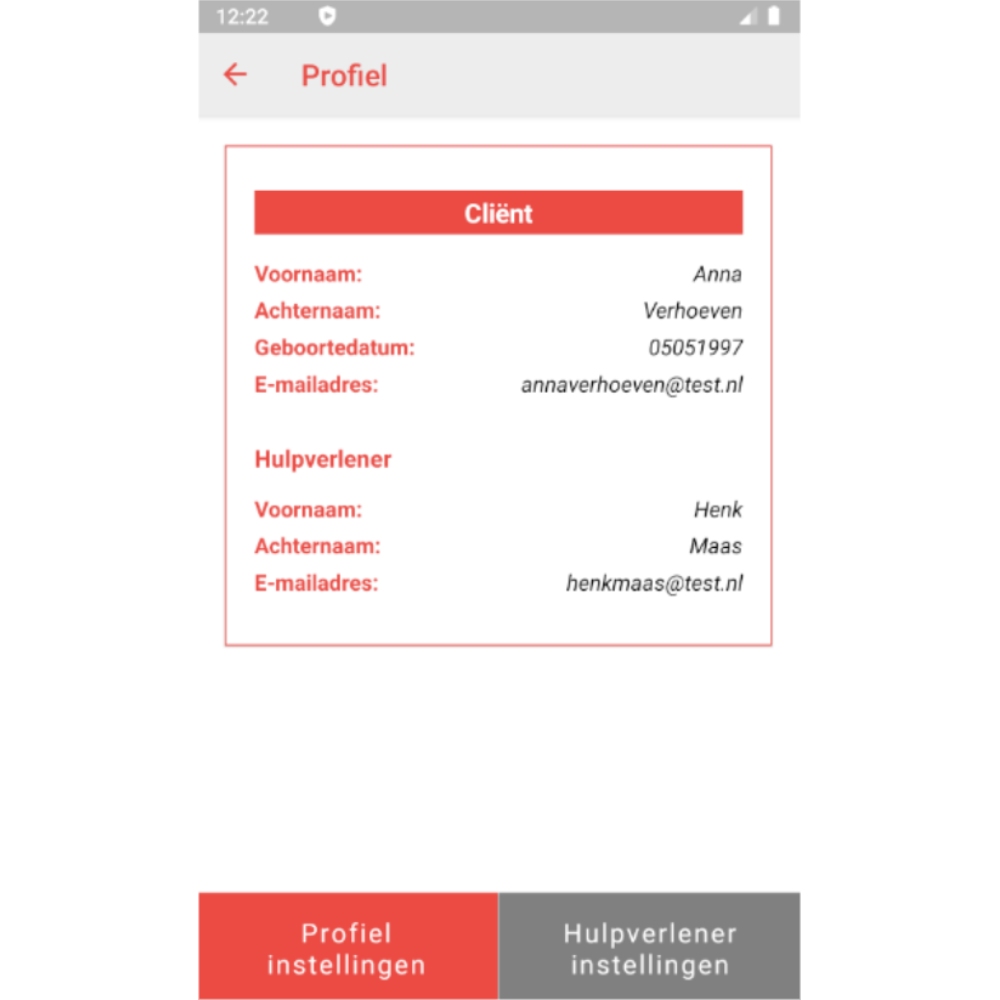 12:22
Profiel
Cliënt
Voornaam: Anna
Achternaam: Verhoeven
Geboortedatum: 05051997
E-mailadres: annaverhoeven@test.nl
Hulpverlener
Voornaam: Henk
Achternaam: Maas
E-mailadres: henkmaas@test.nl
Profiel
instellingen
Hulpverlener
instellingen